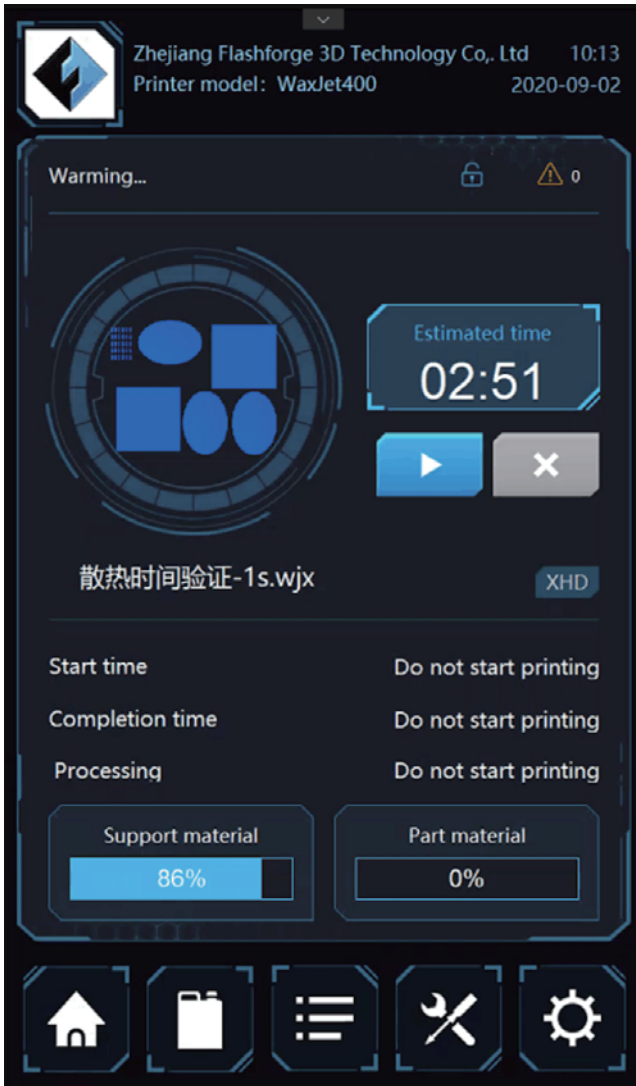 Zhejiang Flashforge 3D Technology Co,. Ltd 10:13
Printer model: WaxJet400 2020-09-02
Warming... 0
Estimated time
02:51
散热时间验证-1s.wjx XHD
Start time Do not start printing
Completion time Do not start printing
Processing Do not start printing
Support material Part material
86% 0%